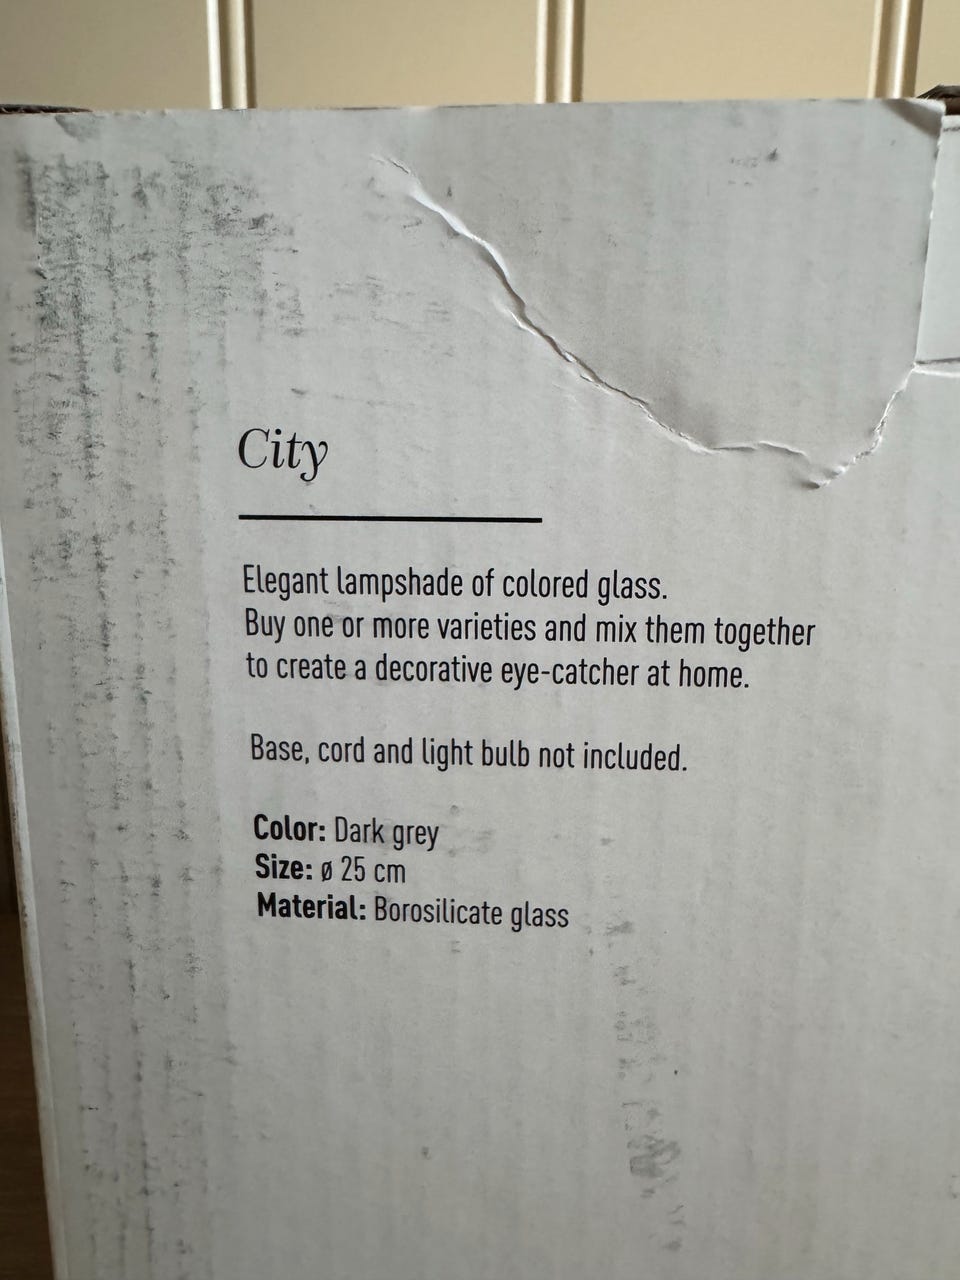 City
Elegant lampshade of colored glass.
Buy one or more varieties and mix them together
to create a decorative eye-catcher at home.
Base, cord and light bulb not included.
Color: Dark grey
Size: ø 25 cm
Material: Borosilicate glass